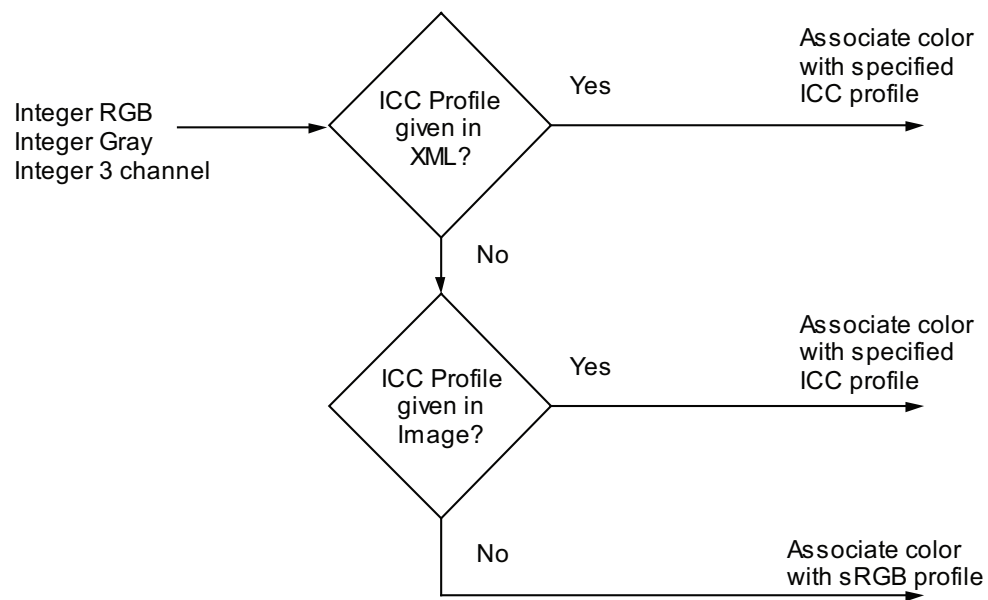 Integer RGB
Integer Gray
Integer 3 channel
ICC Profile
given in
XML?
Yes
Associate color
with specified
ICC profile
No
ICC Profile
given in
Image?
Yes
Associate color
with specified
ICC profile
No
Associate color
with sRGB profile